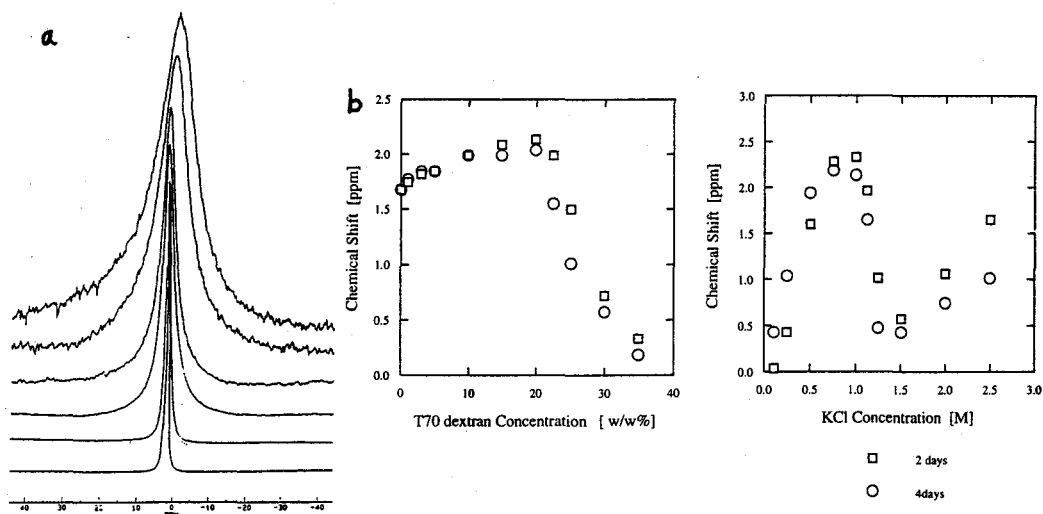 a
40 30 20 10 0 -10 -20 -30 -40
b
2.5
2.0
1.5
1.0
0.5
0.0
Chemical Shift [ppm]
0 10 20 30 40
T70 dextran Concentration [ w/w%]
3.0
2.5
2.0
1.5
1.0
0.5
0.0
Chemical Shift [ppm]
0.0 0.5 1.0 1.5 2.0 2.5 3.0
KCl Concentration [M]
2 days
4days